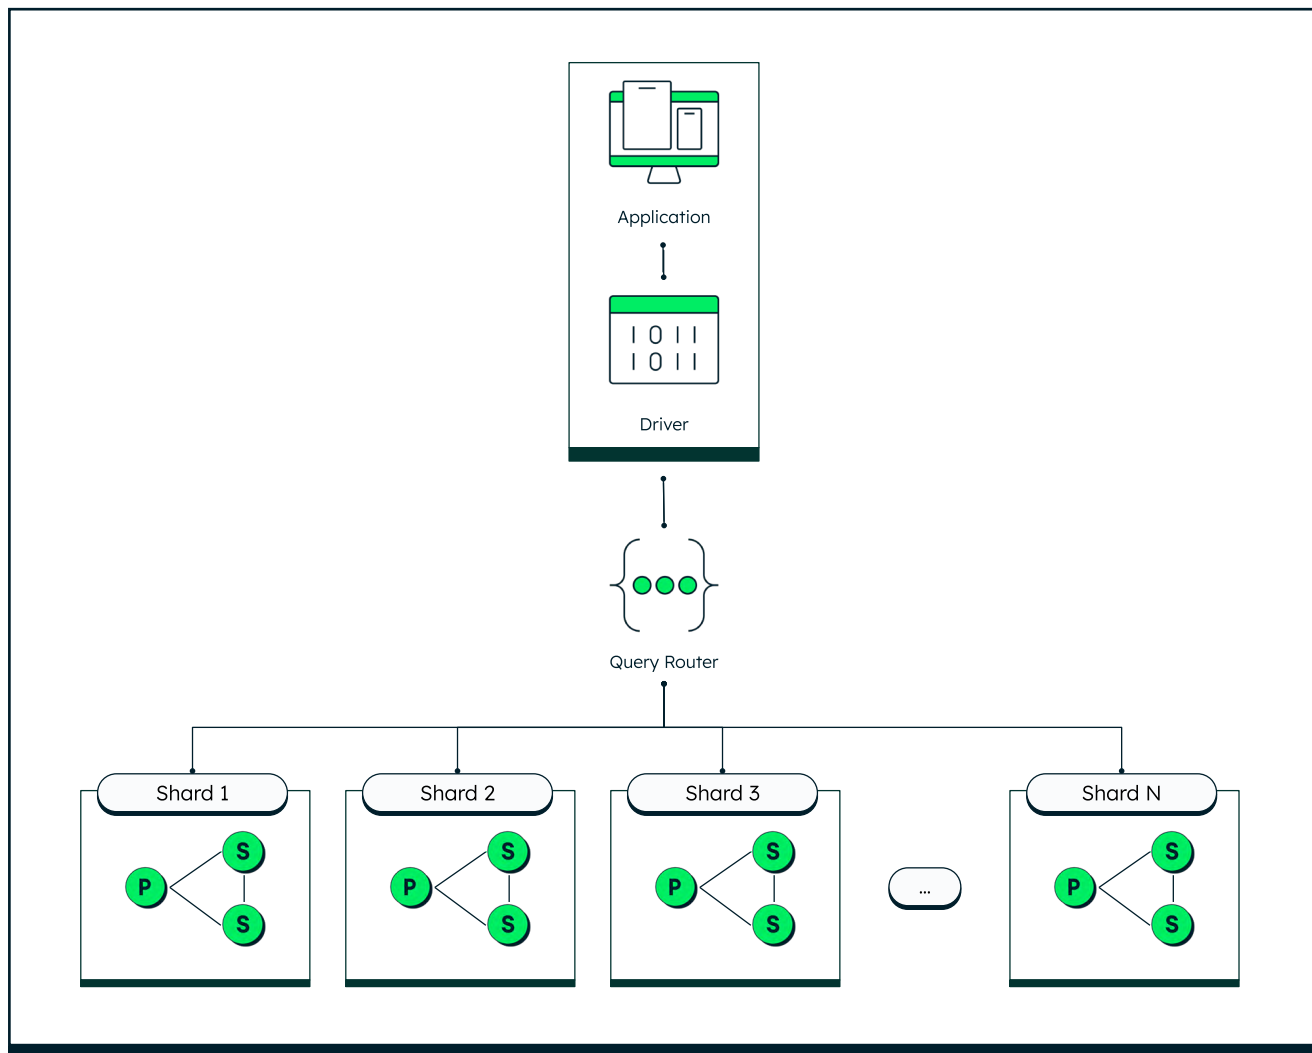 Application
1011
1011
Driver
Query Router
Shard 1
Shard 2
Shard 3
Shard N
P
S
S
P
S
S
P
S
S
...
P
S
S